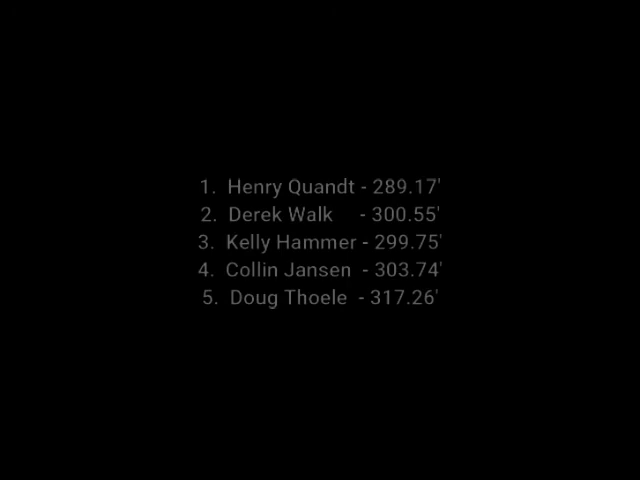 1. Henry Quandt - 289.17'
2. Derek Walk - 300.55'
3. Kelly Hammer - 299.75'
4. Collin Jansen - 303.74'
5. Doug Thoele - 317.26'